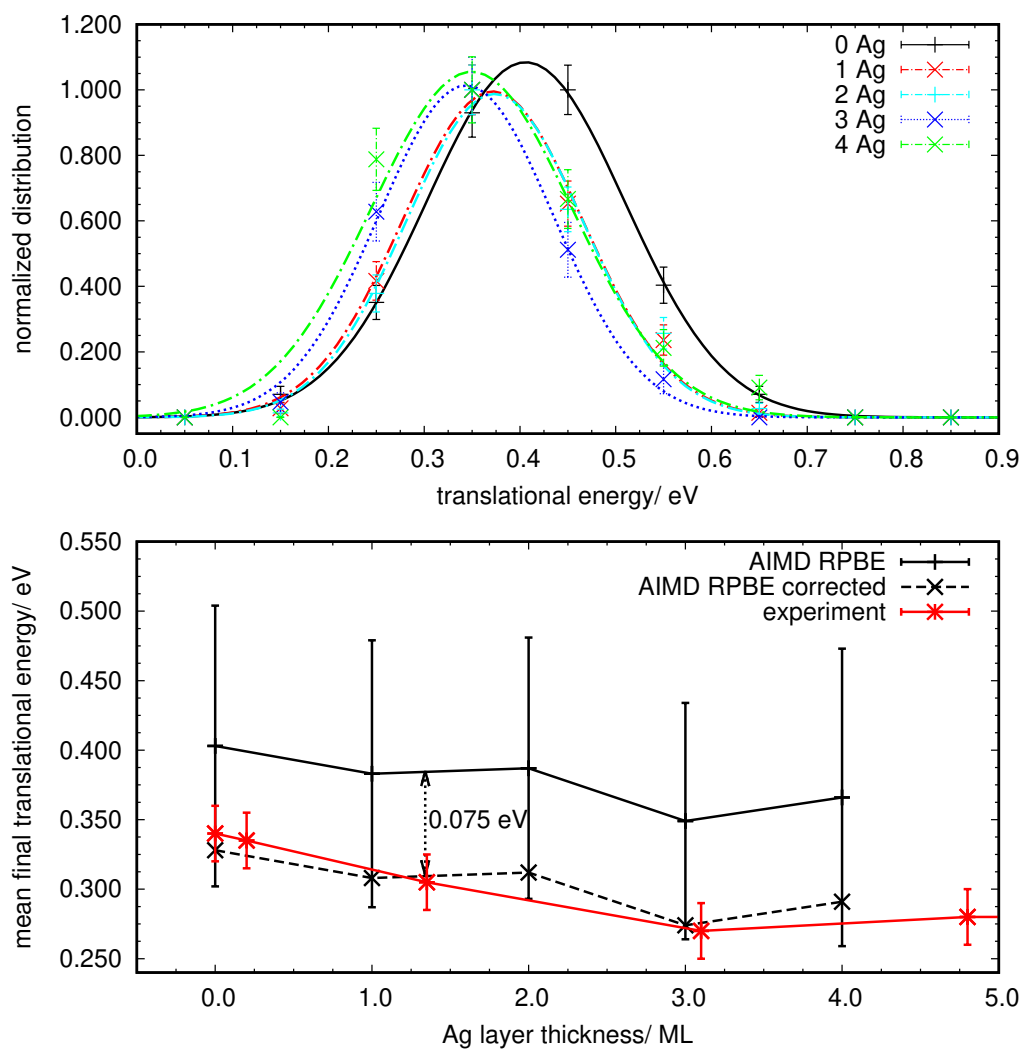 1.200
1.000
0.800
0.600
0.400
0.200
0.000
normalized distribution
0 Ag
1 Ag
2 Ag
3 Ag
4 Ag
0.0 0.1 0.2 0.3 0.4 0.5 0.6 0.7 0.8 0.9
translational energy/ eV
0.550
0.500
0.450
0.400
0.350
0.300
0.250
mean final translational energy/ eV
AIMD RPBE
AIMD RPBE corrected
experiment
0.075 eV
0.0 1.0 2.0 3.0 4.0 5.0
Ag layer thickness/ ML